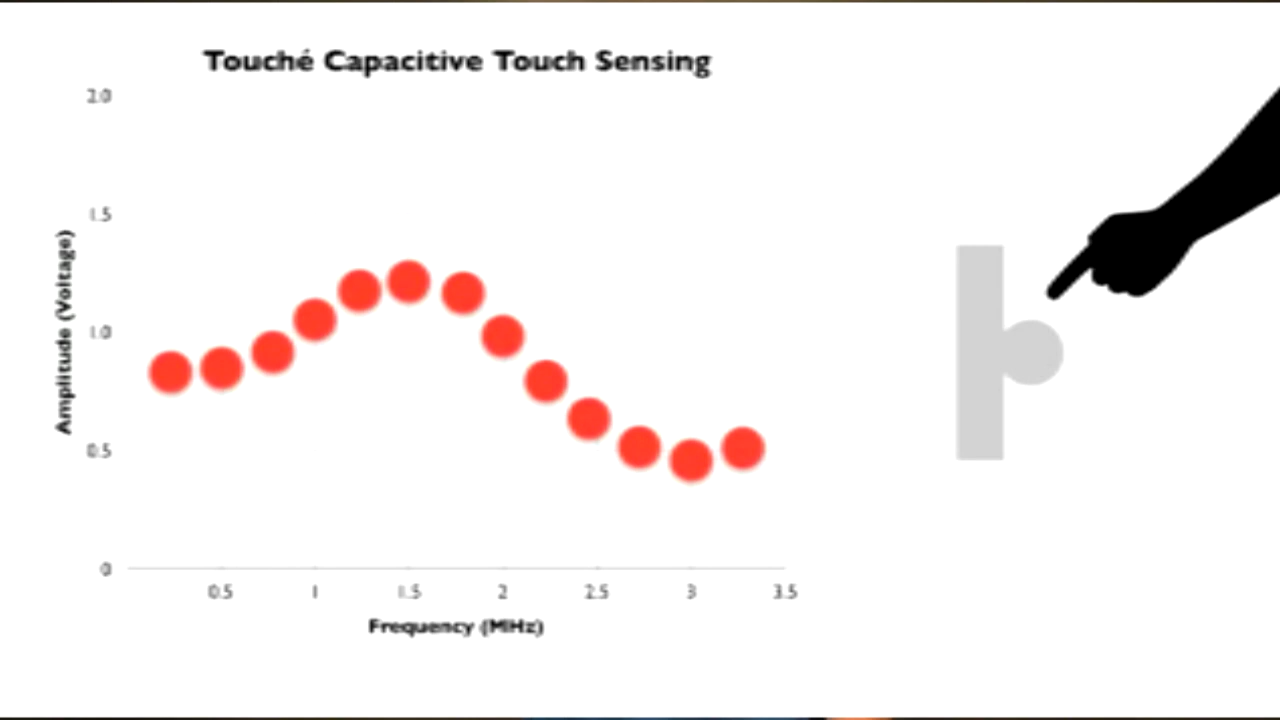 Touché Capacitive Touch Sensing
2.0
1.5
1.0
0.5
0
Amplitude (Voltage)
0.5 1 1.5 2 2.5 3 3.5
Frequency (MHz)